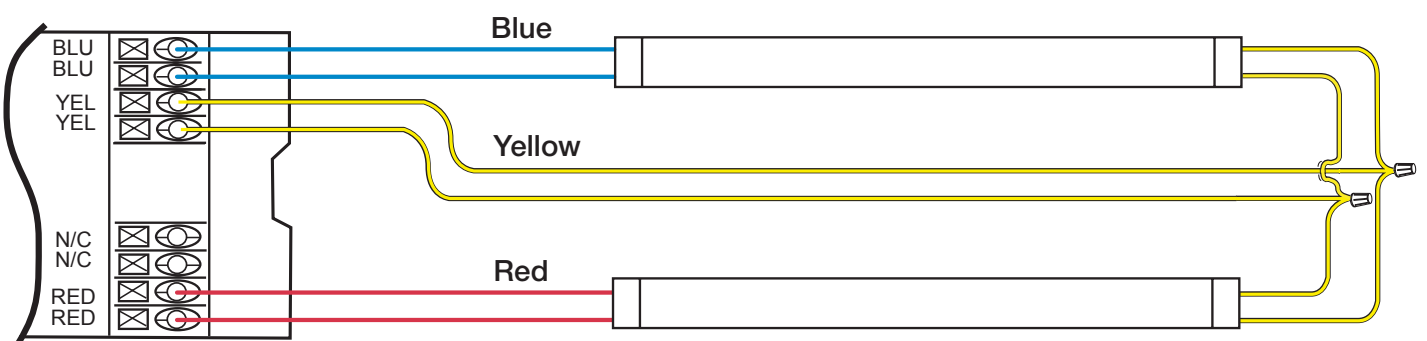 Blue
BLU
BLU
YEL
YEL
Yellow
N/C
N/C
Red
RED
RED